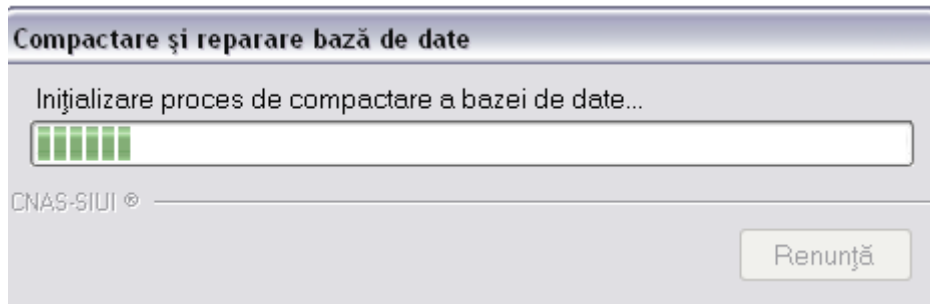 Compactare şi reparare bază de date
Iniţializare proces de compactare a bazei de date...
CNAS-SIUI ®
Renunţă